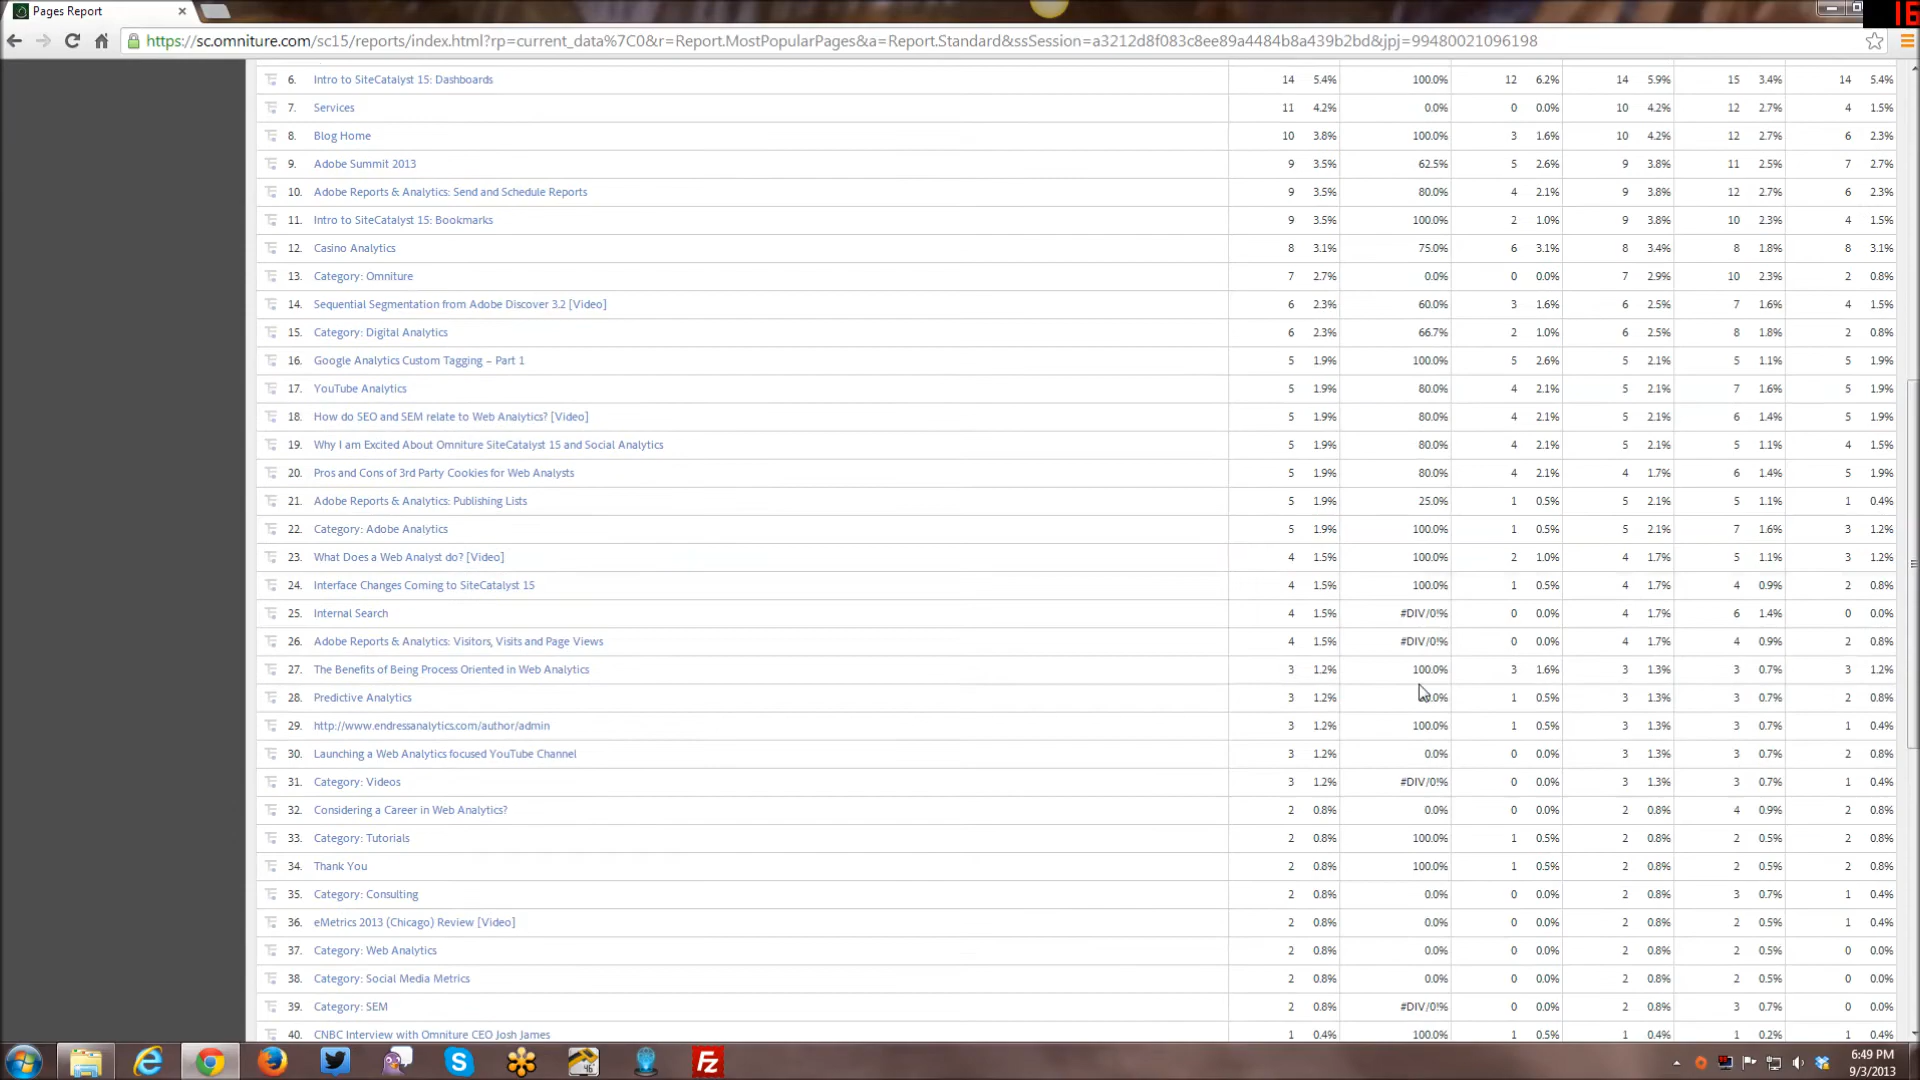 Pages Report
16
https://sc.omniture.com/sc15/reports/index.html?rp=current_data%7C0&r=Report.MostPopularPages&a=Report.Standard&ssSession=a3212d8f083c8ee89a4484b8a439b2bd&jpj=99480021096198
6. Intro to SiteCatalyst 15: Dashboards 14 5.4% 100.0% 12 6.2% 14 5.9% 15 3.4% 14 5.4%
7. Services 11 4.2% 0.0% 0 0.0% 10 4.2% 12 2.7% 4 1.5%
8. Blog Home 10 3.8% 100.0% 3 1.6% 10 4.2% 12 2.7% 6 2.3%
9. Adobe Summit 2013 9 3.5% 62.5% 5 2.6% 9 3.8% 11 2.5% 7 2.7%
10. Adobe Reports & Analytics: Send and Schedule Reports 9 3.5% 80.0% 4 2.1% 9 3.8% 12 2.7% 6 2.3%
11. Intro to SiteCatalyst 15: Bookmarks 9 3.5% 100.0% 2 1.0% 9 3.8% 10 2.3% 4 1.5%
12. Casino Analytics 8 3.1% 75.0% 6 3.1% 8 3.4% 8 1.8% 8 3.1%
13. Category: Omniture 7 2.7% 0.0% 0 0.0% 7 2.9% 10 2.3% 2 0.8%
14. Sequential Segmentation from Adobe Discover 3.2 [Video] 6 2.3% 60.0% 3 1.6% 6 2.5% 7 1.6% 4 1.5%
15. Category: Digital Analytics 6 2.3% 66.7% 2 1.0% 6 2.5% 8 1.8% 2 0.8%
16. Google Analytics Custom Tagging – Part 1 5 1.9% 100.0% 5 2.6% 5 2.1% 5 1.1% 5 1.9%
17. YouTube Analytics 5 1.9% 80.0% 4 2.1% 5 2.1% 7 1.6% 5 1.9%
18. How do SEO and SEM relate to Web Analytics? [Video] 5 1.9% 80.0% 4 2.1% 5 2.1% 6 1.4% 5 1.9%
19. Why I am Excited About Omniture SiteCatalyst 15 and Social Analytics 5 1.9% 80.0% 4 2.1% 5 2.1% 5 1.1% 4 1.5%
20. Pros and Cons of 3rd Party Cookies for Web Analysts 5 1.9% 80.0% 4 2.1% 4 1.7% 6 1.4% 5 1.9%
21. Adobe Reports & Analytics: Publishing Lists 5 1.9% 25.0% 1 0.5% 5 2.1% 5 1.1% 1 0.4%
22. Category: Adobe Analytics 5 1.9% 100.0% 1 0.5% 5 2.1% 7 1.6% 3 1.2%
23. What Does a Web Analyst do? [Video] 4 1.5% 100.0% 2 1.0% 4 1.7% 5 1.1% 3 1.2%
24. Interface Changes Coming to SiteCatalyst 15 4 1.5% 100.0% 1 0.5% 4 1.7% 4 0.9% 2 0.8%
25. Internal Search 4 1.5% #DIV/0!% 0 0.0% 4 1.7% 6 1.4% 0 0.0%
26. Adobe Reports & Analytics: Visitors, Visits and Page Views 4 1.5% #DIV/0!% 0 0.0% 4 1.7% 4 0.9% 2 0.8%
27. The Benefits of Being Process Oriented in Web Analytics 3 1.2% 100.0% 3 1.6% 3 1.3% 3 0.7% 3 1.2%
28. Predictive Analytics 3 1.2% .0% 1 0.5% 3 1.3% 3 0.7% 2 0.8%
29. http://www.endressanalytics.com/author/admin 3 1.2% 100.0% 1 0.5% 3 1.3% 3 0.7% 1 0.4%
30. Launching a Web Analytics focused YouTube Channel 3 1.2% 0.0% 0 0.0% 3 1.3% 3 0.7% 2 0.8%
31. Category: Videos 3 1.2% #DIV/0!% 0 0.0% 3 1.3% 3 0.7% 1 0.4%
32. Considering a Career in Web Analytics? 2 0.8% 0.0% 0 0.0% 2 0.8% 4 0.9% 2 0.8%
33. Category: Tutorials 2 0.8% 100.0% 1 0.5% 2 0.8% 2 0.5% 2 0.8%
34. Thank You 2 0.8% 100.0% 1 0.5% 2 0.8% 2 0.5% 2 0.8%
35. Category: Consulting 2 0.8% 0.0% 0 0.0% 2 0.8% 3 0.7% 1 0.4%
36. eMetrics 2013 (Chicago) Review [Video] 2 0.8% 0.0% 0 0.0% 2 0.8% 2 0.5% 1 0.4%
37. Category: Web Analytics 2 0.8% 0.0% 0 0.0% 2 0.8% 2 0.5% 0 0.0%
38. Category: Social Media Metrics 2 0.8% 0.0% 0 0.0% 2 0.8% 2 0.5% 0 0.0%
39. Category: SEM 2 0.8% #DIV/0!% 0 0.0% 2 0.8% 3 0.7% 0 0.0%
40. CNBC Interview with Omniture CEO Josh James 1 0.4% 100.0% 1 0.5% 1 0.4% 1 0.2% 1 0.4%
6:49 PM
9/3/2013